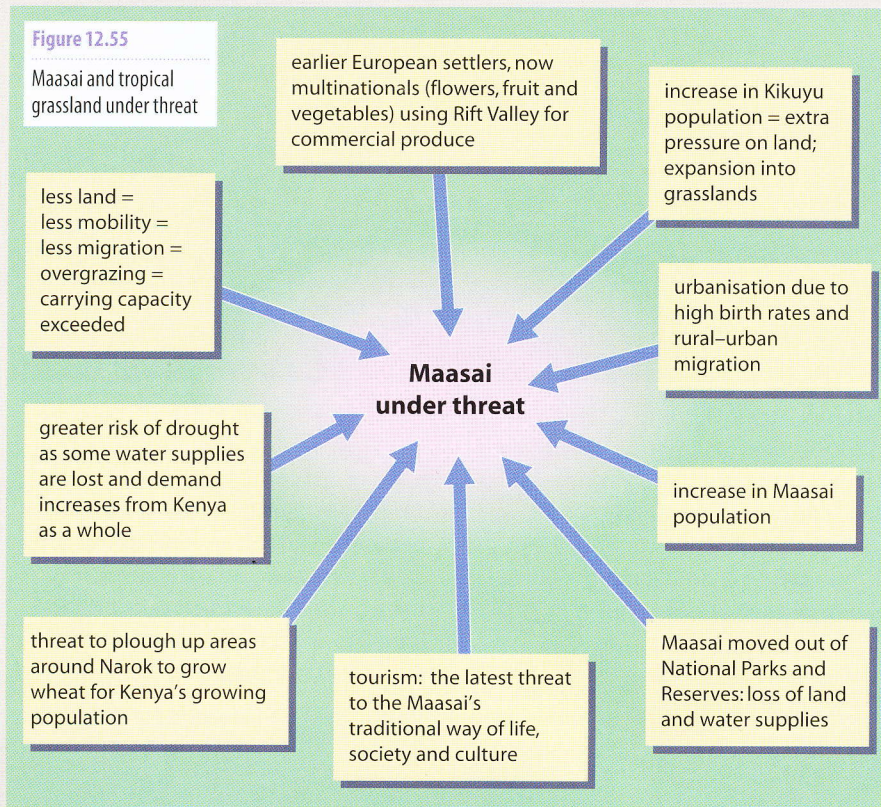 Figure 12.55
Maasai and tropical
grassland under threat
earlier European settlers, now
multinationals (flowers, fruit and
vegetables) using Rift Valley for
commercial produce
increase in Kikuyu
population = extra
pressure on land;
expansion into
grasslands
less land =
less mobility =
less migration =
overgrazing =
carrying capacity
exceeded
urbanisation due to
high birth rates and
rural–urban
migration
Maasai
under threat
greater risk of drought
as some water supplies
are lost and demand
increases from Kenya
as a whole
increase in Maasai
population
threat to plough up areas
around Narok to grow
wheat for Kenya's growing
population
tourism: the latest threat
to the Maasai's
traditional way of life,
society and culture
Maasai moved out of
National Parks and
Reserves: loss of land
and water supplies